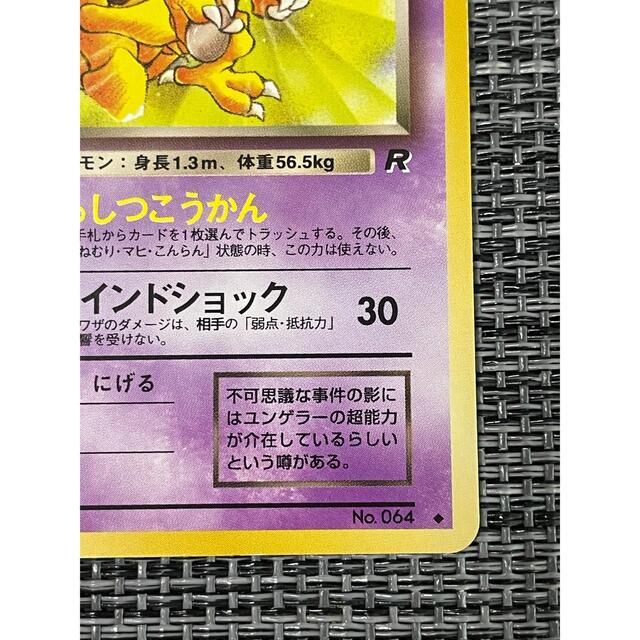 モン：身長1.3m、体重56.5kg
R
しつこうかん
手札からカードを1枚選んでトラッシュする。その後、
ねむり・マヒ・こんらん」状態の時、この力は使えない。
インドショック 30
ワザのダメージは、相手の「弱点・抵抗力」
響を受けない。
にげる
不可思議な事件の影に
はユンゲラーの超能力
が介在しているらしい
という噂がある。
No. 064 ◆